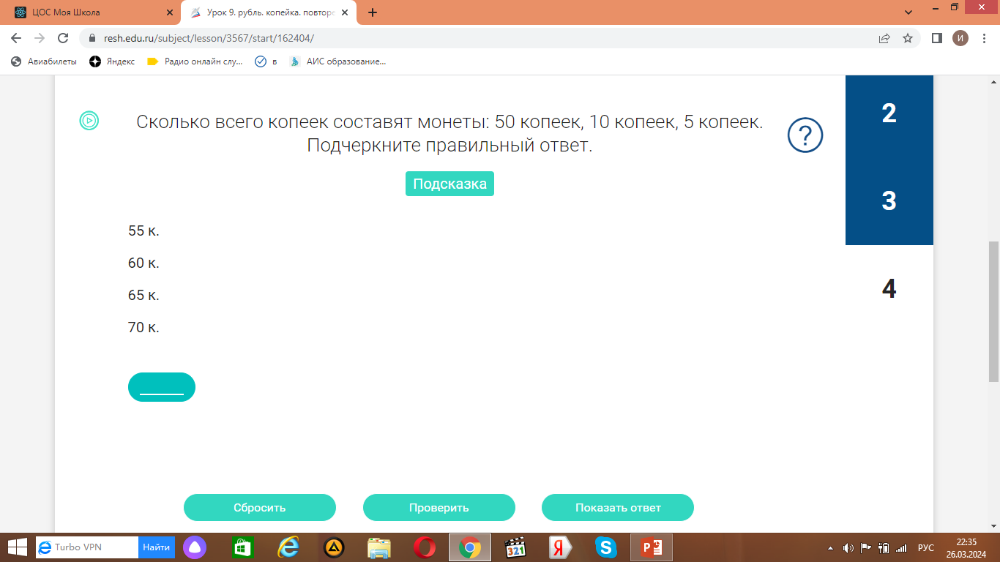 ЦОС Моя Школа
Урок 9. рубль. копейка. повторе
resh.edu.ru/subject/lesson/3567/start/162404/
И
Авиабилеты
Яндекс
Радио онлайн слу...
в
АИС образование...
Сколько всего копеек составят монеты: 50 копеек, 10 копеек, 5 копеек.
Подчеркните правильный ответ.
?
Подсказка
55 к.
60 к.
65 к.
70 к.
2
3
4
Сбросить
Проверить
Показать ответ
Turbo VPN
Найти
321
Я
S
P
РУС
22:35
26.03.2024